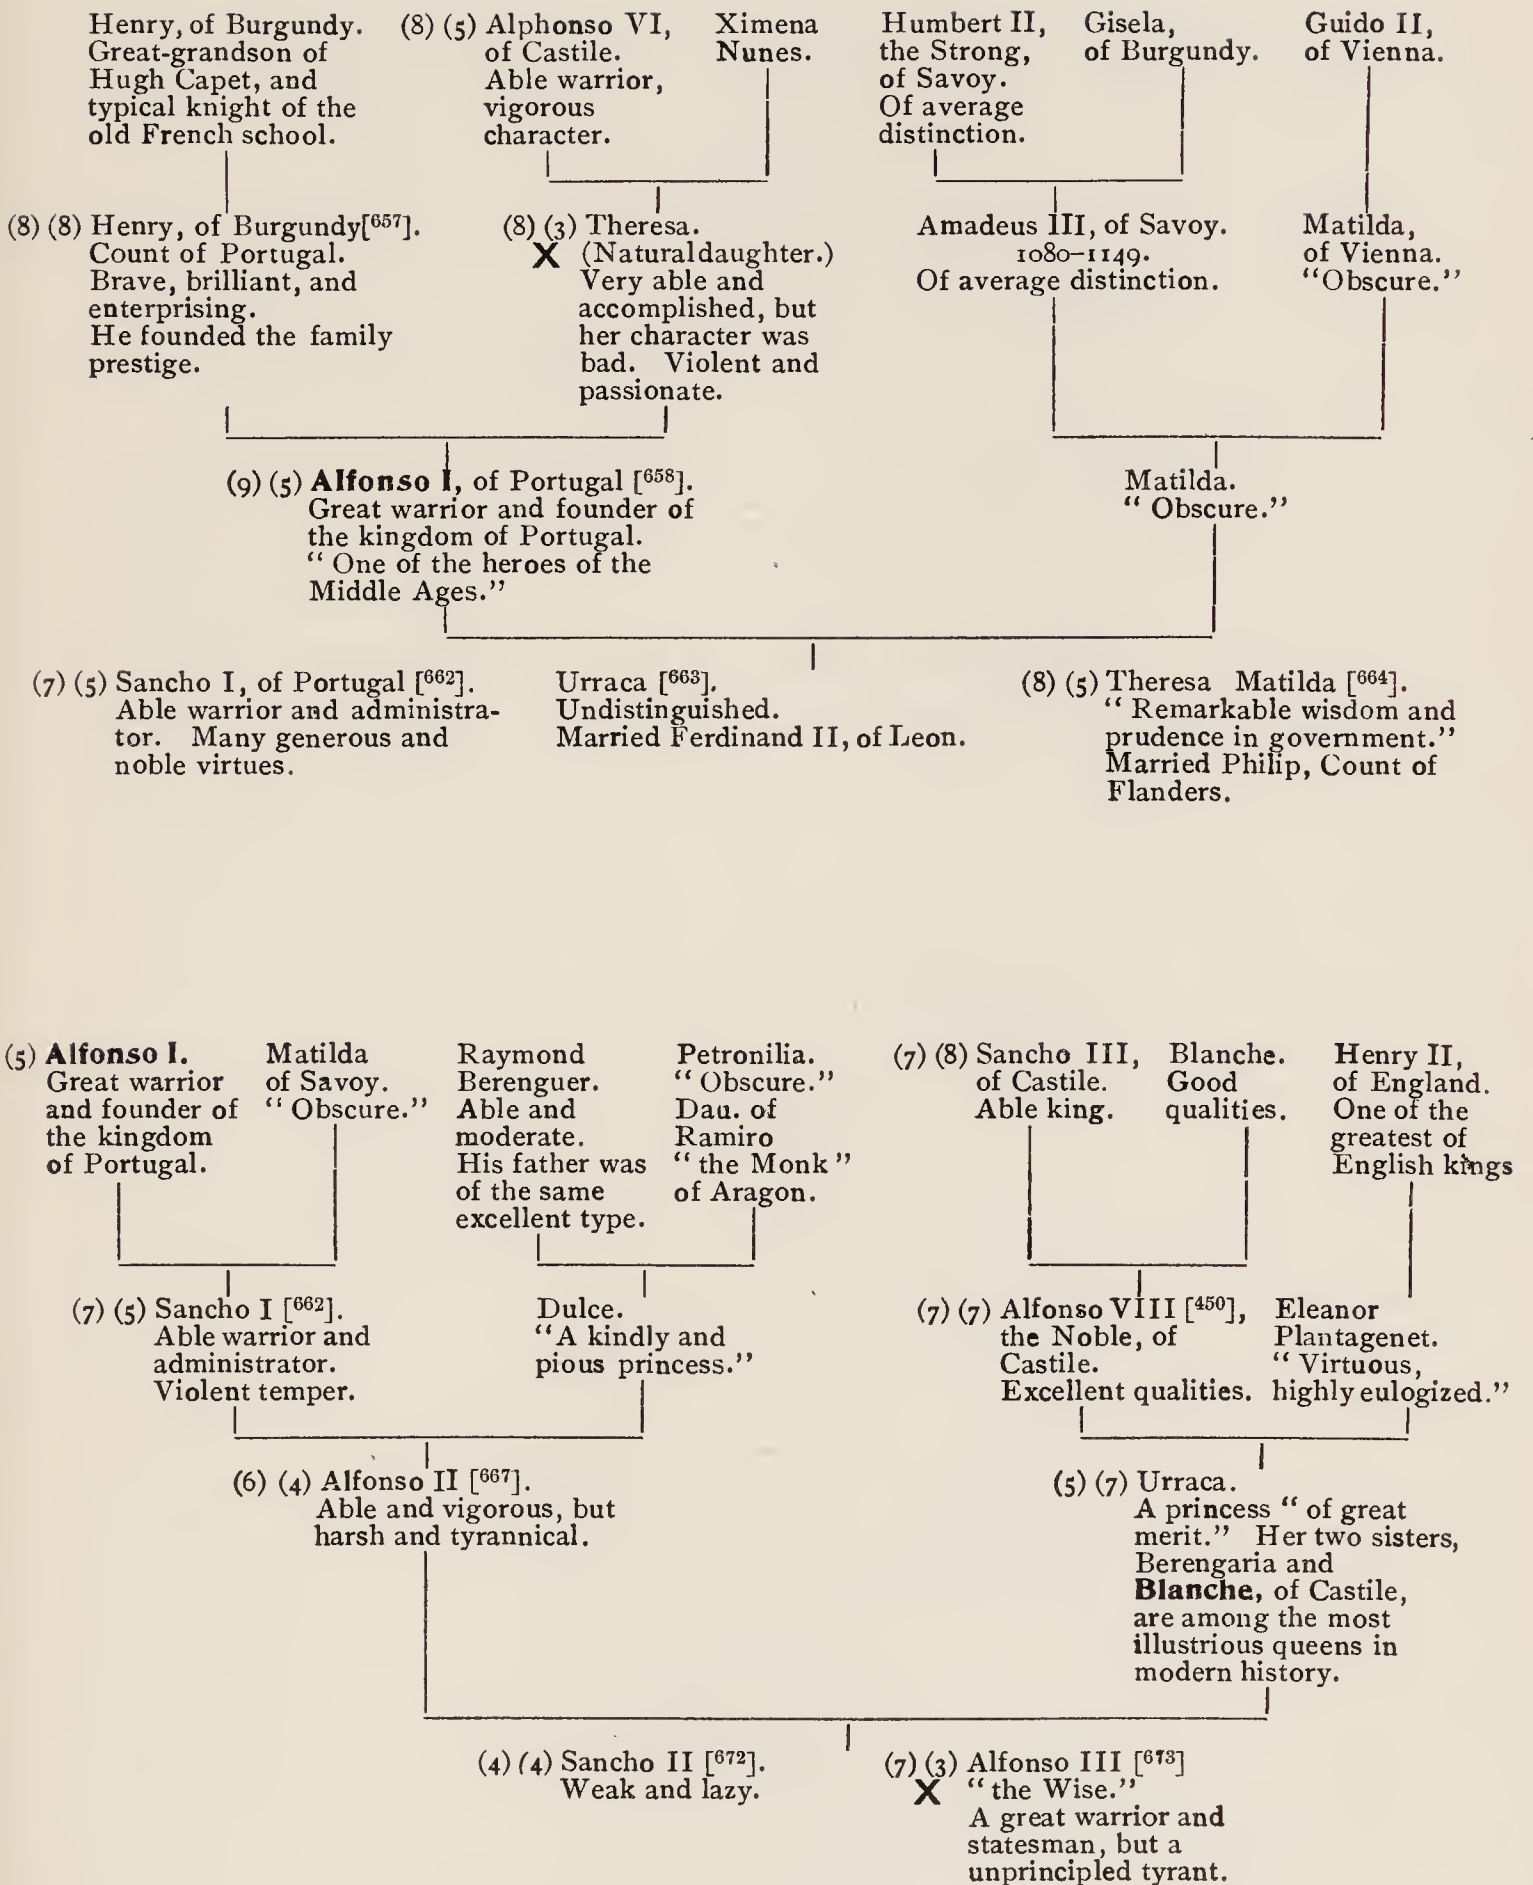 Henry, of Burgundy.
Great-grandson of
Hugh Capet, and
typical knight of the
old French school.
(8) (5) Alphonso VI,
of Castile.
Able warrior,
vigorous
character.
Ximena
Nunes.
Humbert II,
the Strong,
of Savoy.
Of average
distinction.
Gisela,
of Burgundy.
Guido II,
of Vienna.
(8) (8) Henry, of Burgundy[657].
Count of Portugal.
Brave, brilliant, and
enterprising.
He founded the family
prestige.
(8) (3) Theresa.
X (Natural daughter.)
Very able and
accomplished, but
her character was
bad. Violent and
passionate.
Amadeus III, of Savoy.
1080–1149.
Of average distinction.
Matilda,
of Vienna.
“Obscure.”
(9) (5) Alfonso I, of Portugal [658].
Great warrior and founder of
the kingdom of Portugal.
“ One of the heroes of the
Middle Ages.”
Matilda.
“ Obscure.”
(7) (5) Sancho I, of Portugal [662].
Able warrior and administra-
tor. Many generous and
noble virtues.
Urraca [663].
Undistinguished.
Married Ferdinand II, of Leon.
(8) (5) Theresa Matilda [664].
“ Remarkable wisdom and
prudence in government.”
Married Philip, Count of
Flanders.
(5) Alfonso I.
Great warrior
and founder of
the kingdom
of Portugal.
Matilda
of Savoy.
“ Obscure.”
Raymond
Berenguer.
Able and
moderate.
His father was
of the same
excellent type.
Petronilia.
“ Obscure.”
Dau. of
Ramiro
“ the Monk ”
of Aragon.
(7) (8) Sancho III,
of Castile.
Able king.
Blanche.
Good
qualities.
Henry II,
of England.
One of the
greatest of
English kings
(7) (5) Sancho I [662].
Able warrior and
administrator.
Violent temper.
Dulce.
“A kindly and
pious princess.”
(7) (7) Alfonso VIII [450],
the Noble, of
Castile.
Excellent qualities.
Eleanor
Plantagenet.
“ Virtuous,
highly eulogized.”
(6) (4) Alfonso II [667].
Able and vigorous, but
harsh and tyrannical.
(5) (7) Urraca.
A princess “ of great
merit.” Her two sisters,
Berengaria and
Blanche, of Castile,
are among the most
illustrious queens in
modern history.
(4) (4) Sancho II [672].
Weak and lazy.
(7) (3) Alfonso III [673]
X “ the Wise.”
A great warrior and
statesman, but a
unprincipled tyrant.